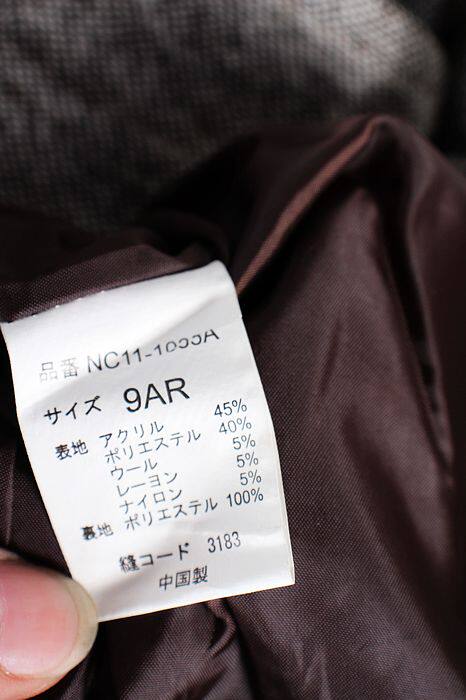 品番 NC11-1035A
サイズ 9AR
表地 アクリル 45%
ポリエステル 40%
ウール 5%
レーヨン 5%
ナイロン 5%
裏地 ポリエステル 100%
縫コード 3183
中国製